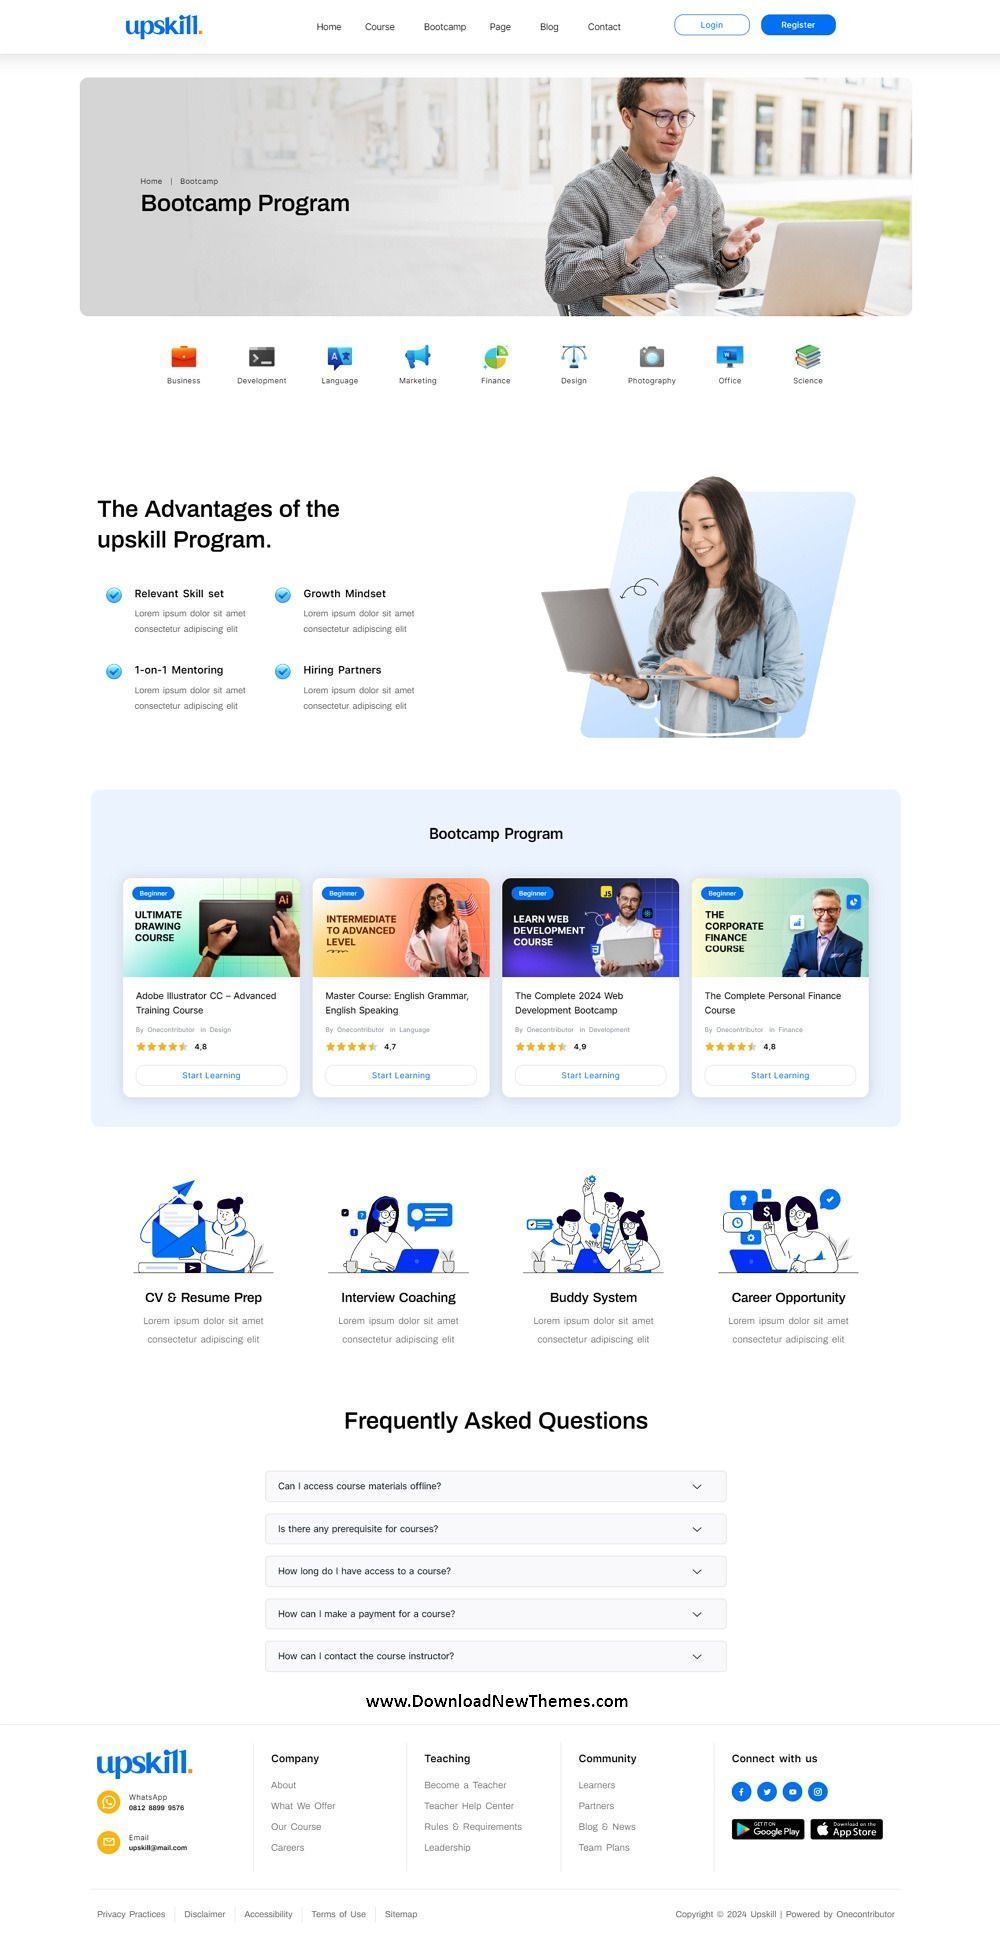 upskill.
Home Course Bootcamp Page Blog Contact
Login Register
Home | Bootcamp
Bootcamp Program
Business Development Language Marketing Finance Design Photography Office Science
The Advantages of the
upskill Program.
Relevant Skill set
Lorem ipsum dolor sit amet
consectetur adipiscing elit
Growth Mindset
Lorem ipsum dolor sit amet
consectetur adipiscing elit
1-on-1 Mentoring
Lorem ipsum dolor sit amet
consectetur adipiscing elit
Hiring Partners
Lorem ipsum dolor sit amet
consectetur adipiscing elit
Bootcamp Program
Beginner
ULTIMATE
DRAWING
COURSE
Ai
Adobe Illustrator CC – Advanced
Training Course
By Onecontributor in Design
4,8
Start Learning
Beginner
INTERMEDIATE
TO ADVANCED
LEVEL
Master Course: English Grammar,
English Speaking
By Onecontributor in Language
4,7
Start Learning
Beginner
LEARN WEB
DEVELOPMENT
COURSE
JS
The Complete 2024 Web
Development Bootcamp
By Onecontributor in Development
4,9
Start Learning
Beginner
THE
CORPORATE
FINANCE
COURSE
The Complete Personal Finance
Course
By Onecontributor in Finance
4,8
Start Learning
CV & Resume Prep
Lorem ipsum dolor sit amet
consectetur adipiscing elit
Interview Coaching
Lorem ipsum dolor sit amet
consectetur adipiscing elit
Buddy System
Lorem ipsum dolor sit amet
consectetur adipiscing elit
Career Opportunity
Lorem ipsum dolor sit amet
consectetur adipiscing elit
Frequently Asked Questions
Can I access course materials offline?
Is there any prerequisite for courses?
How long do I have access to a course?
How can I make a payment for a course?
How can I contact the course instructor?
www.DownloadNewThemes.com
upskill.
WhatsApp
0812 8899 9576
Email
upskill@mail.com
Company
About
What We Offer
Our Course
Careers
Teaching
Become a Teacher
Teacher Help Center
Rules & Requirements
Leadership
Community
Learners
Partners
Blog & News
Team Plans
Connect with us
GET IT ON
Google Play
Download on the
App Store
Privacy Practices Disclaimer Accessibility Terms of Use Sitemap
Copyright © 2024 Upskill | Powered by Onecontributor